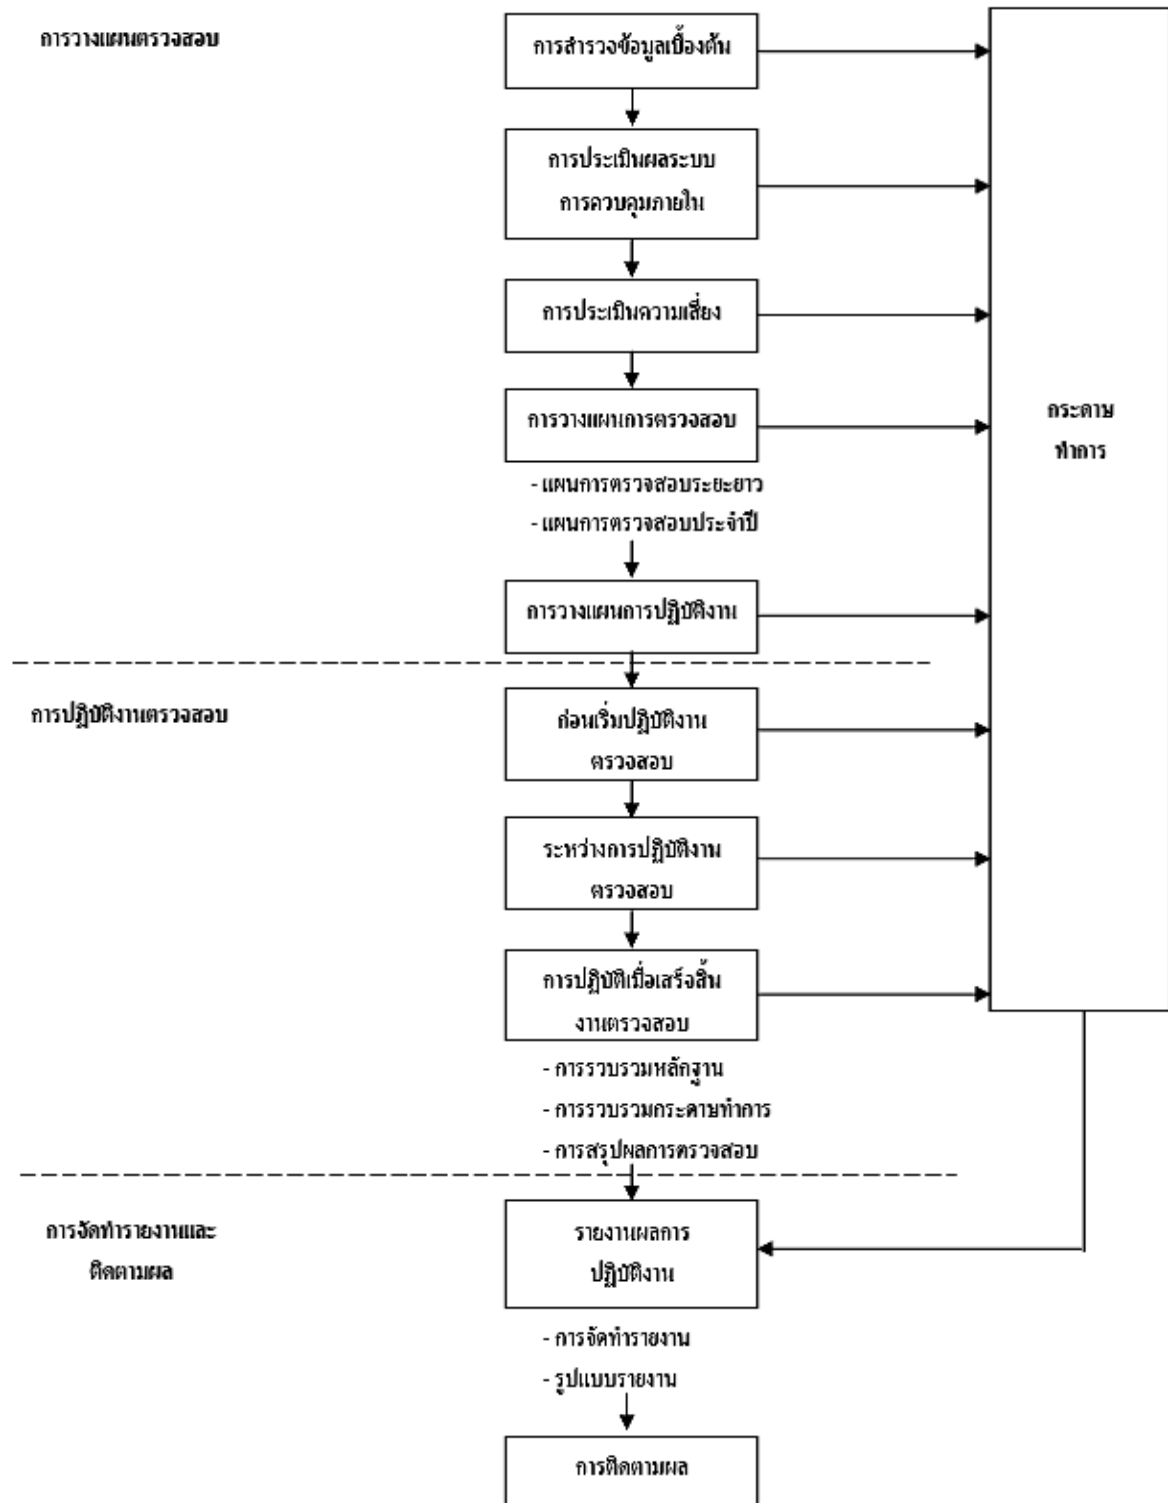 การวางแผนตรวจสอบ
การสำรวจข้อมูลเบื้องต้น
การประเมินผลระบบ
การควบคุมภายใน
การประเมินความเสี่ยง
การวางแผนการตรวจสอบ
- แผนการตรวจสอบระยะยาว
- แผนการตรวจสอบประจำปี
การวางแผนการปฏิบัติงาน
กระดาษ
ทำการ
การปฏิบัติงานตรวจสอบ
ก่อนเริ่มปฏิบัติงาน
ตรวจสอบ
ระหว่างการปฏิบัติงาน
ตรวจสอบ
การปฏิบัติเมื่อเสร็จสิ้น
งานตรวจสอบ
- การรวบรวมหลักฐาน
- การรวบรวมกระดาษทำการ
- การสรุปผลการตรวจสอบ
การจัดทำรายงานและ
ติดตามผล
รายงานผลการ
ปฏิบัติงาน
- การจัดทำรายงาน
- รูปแบบรายงาน
การติดตามผล